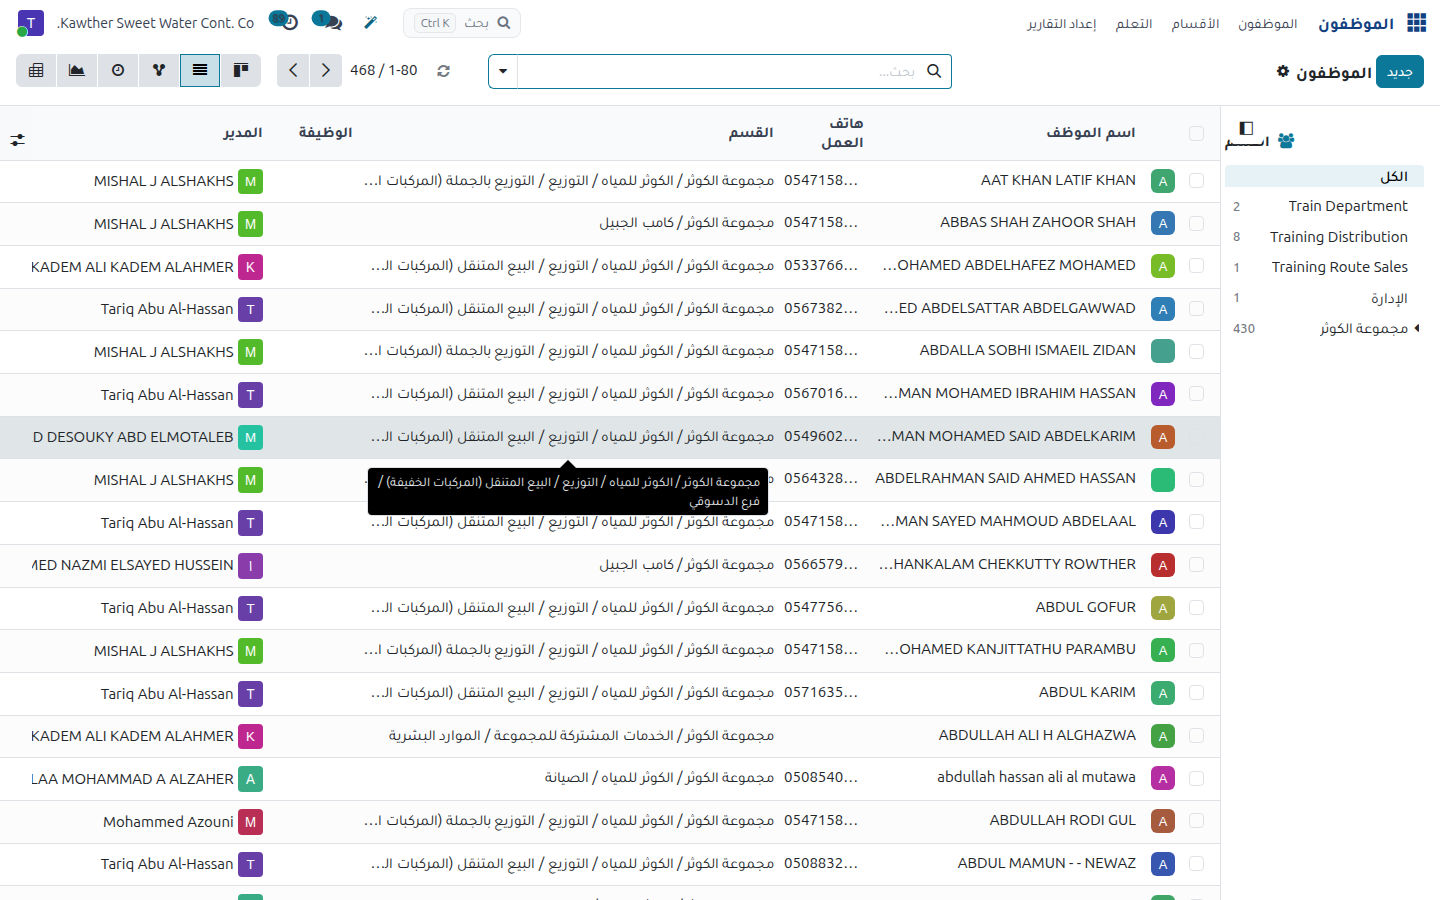 الموظفون
الموظفون
الأقسام
التعلم
إعداد التقارير
بحث
Ctrl K
1
89
Kawther Sweet Water Cont. Co.
T
جديد
الموظفون
بحث...
1-80 / 468
الكل
Train Department 2
Training Distribution 8
Training Route Sales 1
الإدارة 1
مجموعة الكوثر 430
اسم الموظف
هاتف العمل
القسم
الوظيفة
المدير
A AAT KHAN LATIF KHAN 0547158... مجموعة الكوثر / الكوثر للمياه / التوزيع / التوزيع بالجملة (المركبات ا... M MISHAL J ALSHAKHS
A ABBAS SHAH ZAHOOR SHAH 0547158... مجموعة الكوثر / كامب الجبيل M MISHAL J ALSHAKHS
A ...OHAMED ABDELHAFEZ MOHAMED 0533766... مجموعة الكوثر / الكوثر للمياه / التوزيع / البيع المتنقل (المركبات الـ... K KADEM ALI KADEM ALAHMER
A ...ED ABDELSATTAR ABDELGAWWAD 0567382... مجموعة الكوثر / الكوثر للمياه / التوزيع / البيع المتنقل (المركبات الـ... T Tariq Abu Al-Hassan
ABDALLA SOBHI ISMAEIL ZIDAN 0547158... مجموعة الكوثر / الكوثر للمياه / التوزيع / التوزيع بالجملة (المركبات ا... M MISHAL J ALSHAKHS
A ...MAN MOHAMED IBRAHIM HASSAN 0567016... مجموعة الكوثر / الكوثر للمياه / التوزيع / البيع المتنقل (المركبات الـ... T Tariq Abu Al-Hassan
A ...MAN MOHAMED SAID ABDELKARIM 0549602... مجموعة الكوثر / الكوثر للمياه / التوزيع / البيع المتنقل (المركبات الـ... M D DESOUKY ABD ELMOTALEB
ABDELRAHMAN SAID AHMED HASSAN 0564328... M MISHAL J ALSHAKHS
مجموعة الكوثر / الكوثر للمياه / التوزيع / البيع المتنقل (المركبات الخفيفة) /
فرع الدسوقي
A ...MAN SAYED MAHMOUD ABDELAAL 0547158... مجموعة الكوثر / الكوثر للمياه / التوزيع / البيع المتنقل (المركبات الـ... T Tariq Abu Al-Hassan
A ...HANKALAM CHEKKUTTY ROWTHER 0566579... مجموعة الكوثر / كامب الجبيل I MED NAZMI ELSAYED HUSSEIN
A ABDUL GOFUR 0547756... مجموعة الكوثر / الكوثر للمياه / التوزيع / البيع المتنقل (المركبات الـ... T Tariq Abu Al-Hassan
A ...OHAMED KANJITTATHU PARAMBU 0547158... مجموعة الكوثر / الكوثر للمياه / التوزيع / التوزيع بالجملة (المركبات ا... M MISHAL J ALSHAKHS
A ABDUL KARIM 0571635... مجموعة الكوثر / الكوثر للمياه / التوزيع / البيع المتنقل (المركبات الـ... T Tariq Abu Al-Hassan
A ABDULLAH ALI H ALGHAZWA مجموعة الكوثر / الخدمات المشتركة للمجموعة / الموارد البشرية K KADEM ALI KADEM ALAHMER
A abdullah hassan ali al mutawa 0508540... مجموعة الكوثر / الكوثر للمياه / الصيانة A LAA MOHAMMAD A ALZAHER
A ABDULLAH RODI GUL 0547158... مجموعة الكوثر / الكوثر للمياه / التوزيع / التوزيع بالجملة (المركبات ا... M Mohammed Azouni
A ABDUL MAMUN - - NEWAZ 0508832... مجموعة الكوثر / الكوثر للمياه / التوزيع / البيع المتنقل (المركبات الـ... T Tariq Abu Al-Hassan